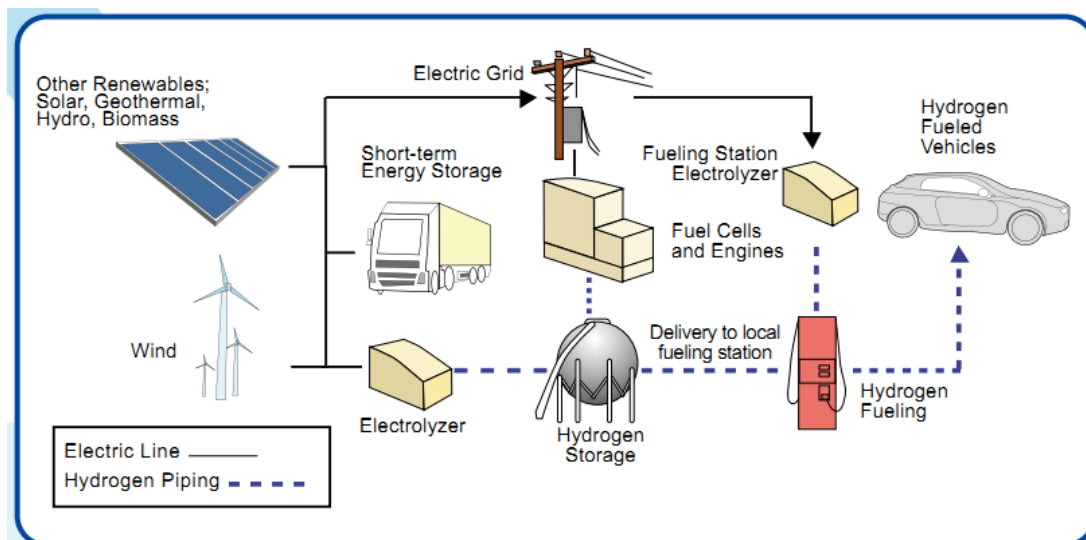 Other Renewables;
Solar, Geothermal,
Hydro, Biomass
Electric Grid
Short-term
Energy Storage
Fueling Station
Electrolyzer
Hydrogen
Fueled
Vehicles
Fuel Cells
and Engines
Wind
Delivery to local
fueling station
Electrolyzer
Hydrogen
Storage
Hydrogen
Fueling
Electric Line
Hydrogen Piping